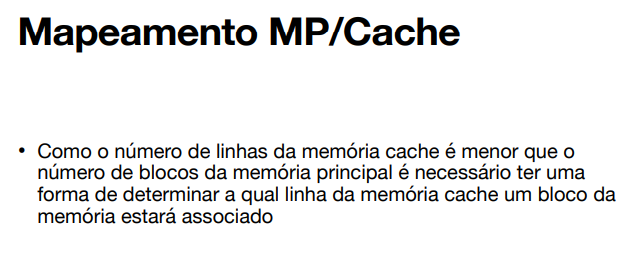 Mapeamento MP/Cache
• Como o número de linhas da memória cache é menor que o
número de blocos da memória principal é necessário ter uma
forma de determinar a qual linha da memória cache um bloco da
memória estará associado